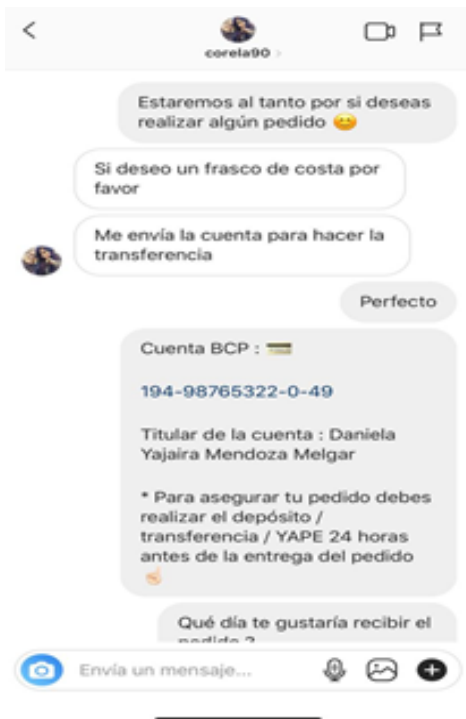 corela90 >
Estaremos al tanto por si deseas
realizar algún pedido 😊
Si deseo un frasco de costa por
favor
Me envía la cuenta para hacer la
transferencia
Perfecto
Cuenta BCP : 💳
194-98765322-0-49
Titular de la cuenta : Daniela
Yajaira Mendoza Melgar
* Para asegurar tu pedido debes
realizar el depósito /
transferencia / YAPE 24 horas
antes de la entrega del pedido
☝🏻
Qué día te gustaría recibir el
pedido ?
Envía un mensaje...